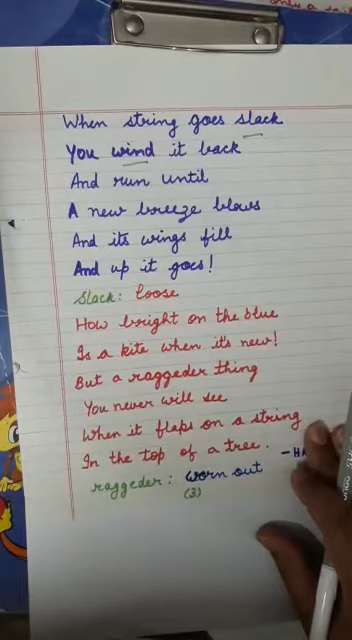 only a
When string goes slack
You wind it back
And run until
A new breeze blows
And its wings fill
And up it goes!
Slack: loose
How bright on the blue
Is a kite when it's new!
But a raggeder thing
You never will see
When it flaps on a string
In the top of a tree.
raggeder: worn out
(3)